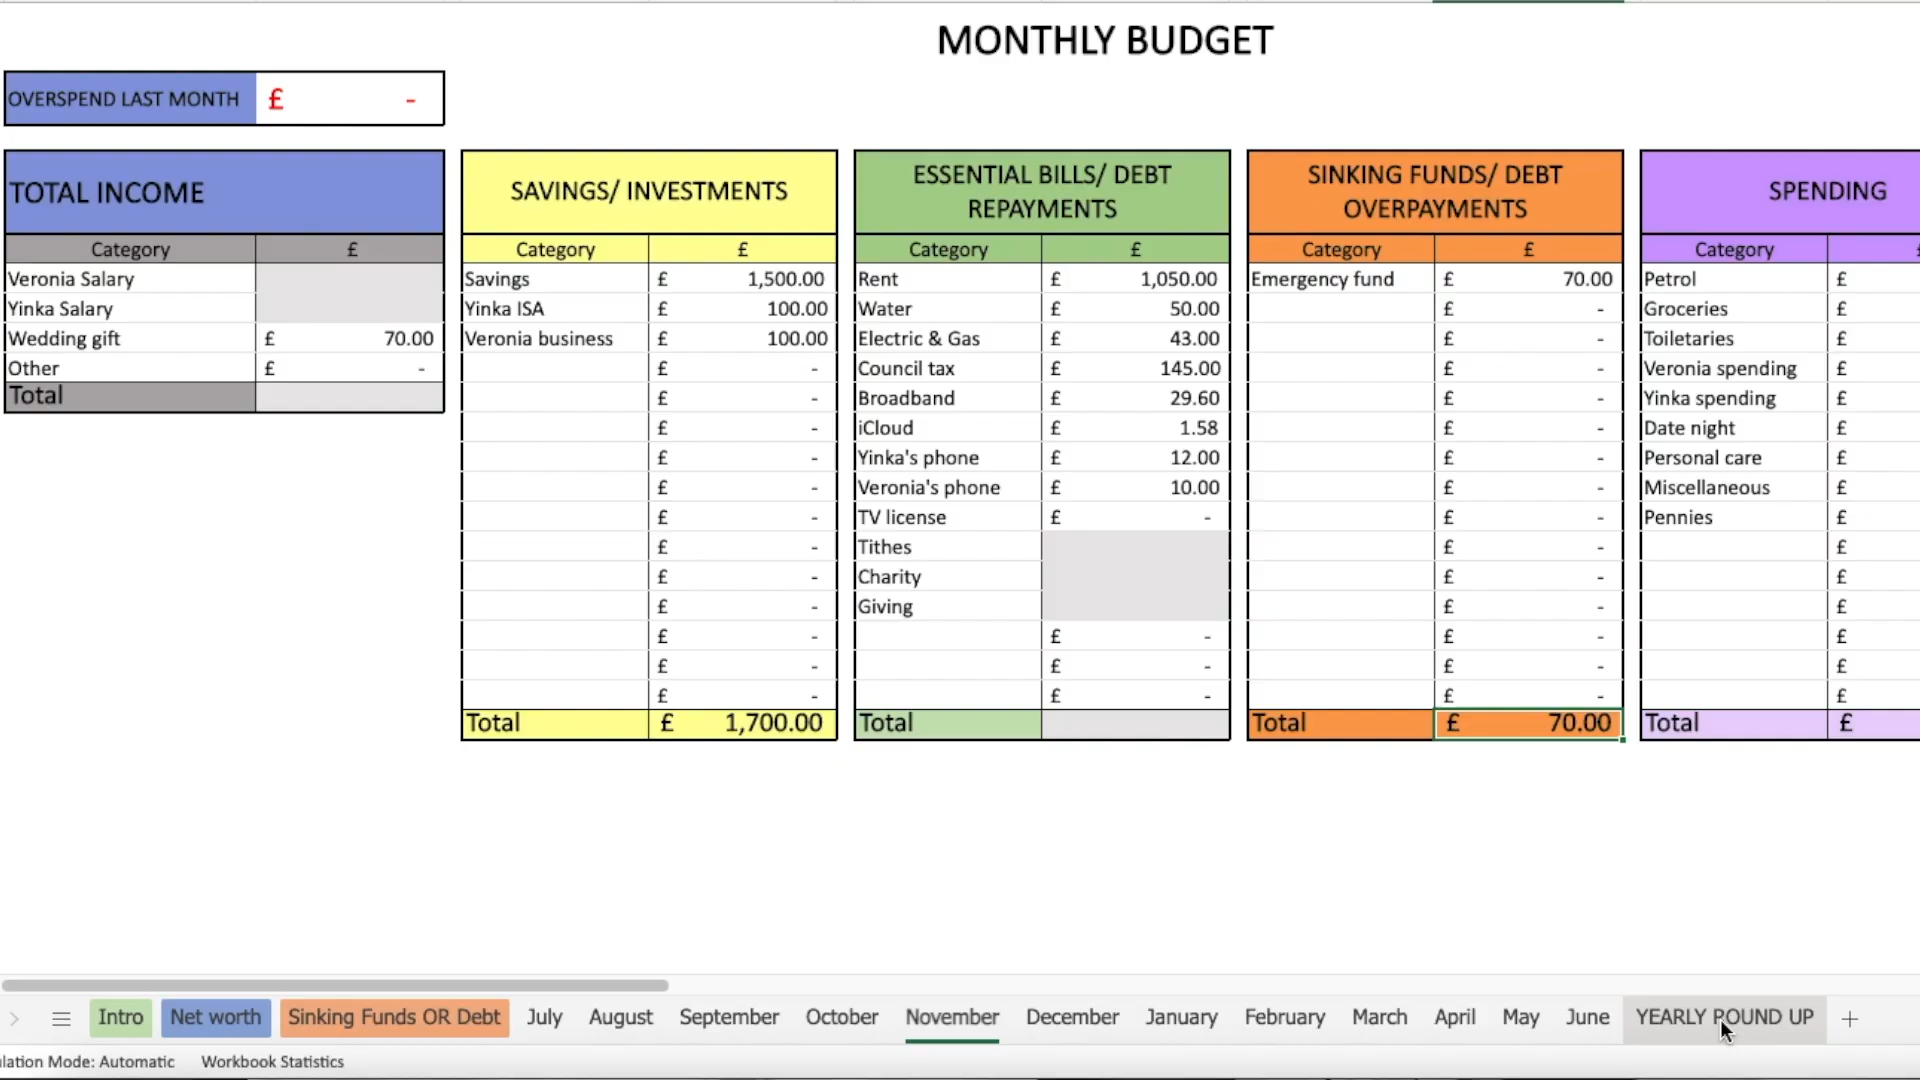 MONTHLY BUDGET
OVERSPEND LAST MONTH £ -
TOTAL INCOME
Category £
Veronia Salary
Yinka Salary
Wedding gift £ 70.00
Other £ -
Total
SAVINGS/ INVESTMENTS
Category £
Savings £ 1,500.00
Yinka ISA £ 100.00
Veronia business £ 100.00
£ -
£ -
£ -
£ -
£ -
£ -
£ -
£ -
£ -
£ -
£ -
£ -
Total £ 1,700.00
ESSENTIAL BILLS/ DEBT
REPAYMENTS
Category £
Rent £ 1,050.00
Water £ 50.00
Electric & Gas £ 43.00
Council tax £ 145.00
Broadband £ 29.60
iCloud £ 1.58
Yinka's phone £ 12.00
Veronia's phone £ 10.00
TV license £ -
Tithes
Charity
Giving
£ -
£ -
£ -
Total
SINKING FUNDS/ DEBT
OVERPAYMENTS
Category £
Emergency fund £ 70.00
£ -
£ -
£ -
£ -
£ -
£ -
£ -
£ -
£ -
£ -
£ -
£ -
£ -
£ -
Total £ 70.00
SPENDING
Category
Petrol £
Groceries £
Toiletaries £
Veronia spending £
Yinka spending £
Date night £
Personal care £
Miscellaneous £
Pennies £
£
£
£
£
£
£
Total £
Intro Net worth Sinking Funds OR Debt July August September October November December January February March April May June YEARLY ROUND UP +
ulation Mode: Automatic Workbook Statistics